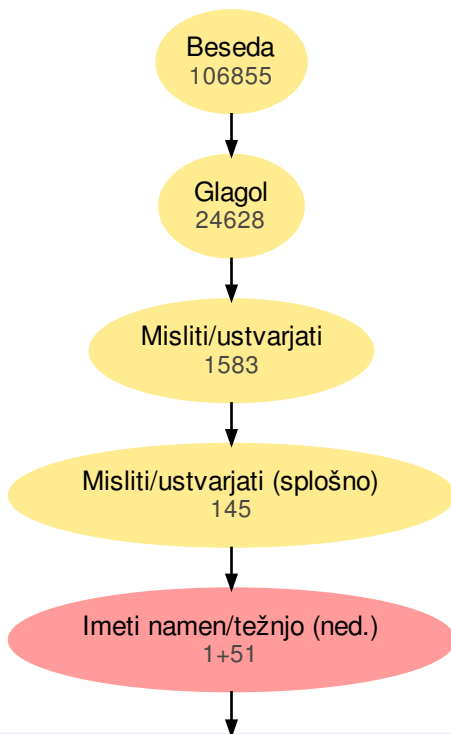 Beseda
106855
Glagol
24628
Misliti/ustvarjati
1583
Misliti/ustvarjati (splošno)
145
Imeti namen/težnjo (ned.)
1+51